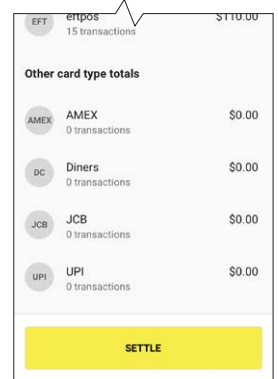 EFT
eftpos
$110.00
15 transactions
Other card type totals
AMEX
AMEX
$0.00
0 transactions
DC
Diners
$0.00
0 transactions
JCB
JCB
$0.00
0 transactions
UPI
UPI
$0.00
0 transactions
SETTLE